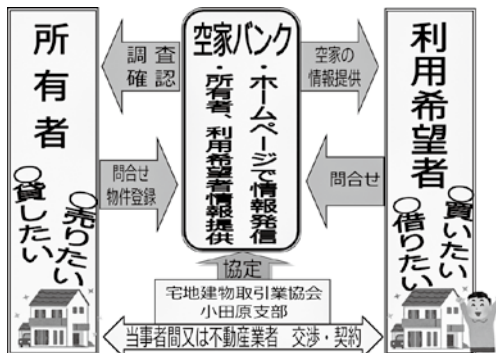 所有者
○売りたい
○貸したい
調査
確認
問合せ
物件登録
空家バンク
・ホームページで情報発信
・所有者、利用希望者情報提供
空家の
情報提供
問合せ
利用希望者
○買いたい
○借りたい
協定
宅地建物取引業協会
小田原支部
当事者間又は不動産業者 交渉・契約